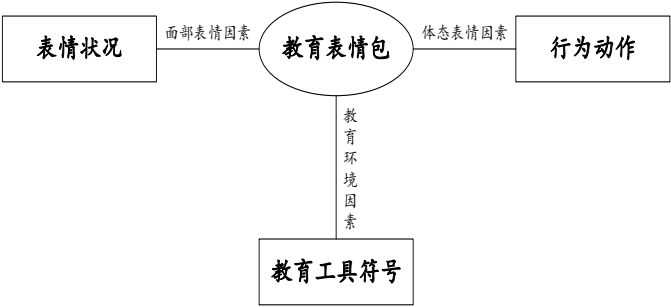 表情状况
面部表情因素
教育表情包
体态表情因素
行为动作
教育环境因素
教育工具符号